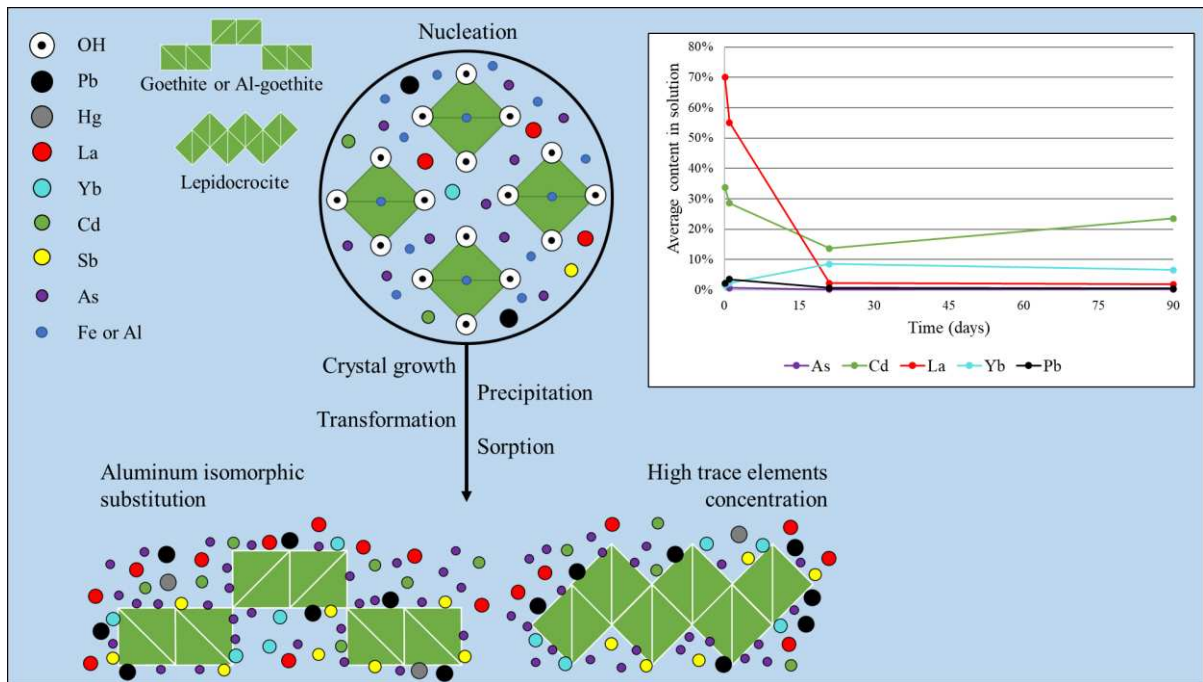 OH
Pb
Hg
La
Yb
Cd
Sb
As
Fe or Al
Goethite or Al-goethite
Lepidocrocite
Nucleation
80%
70%
60%
50%
40%
30%
20%
10%
0%
Average content in solution
0 15 30 45 60 75 90
Time (days)
As Cd La Yb Pb
Crystal growth
Precipitation
Transformation
Sorption
Aluminum isomorphic
substitution
High trace elements
concentration